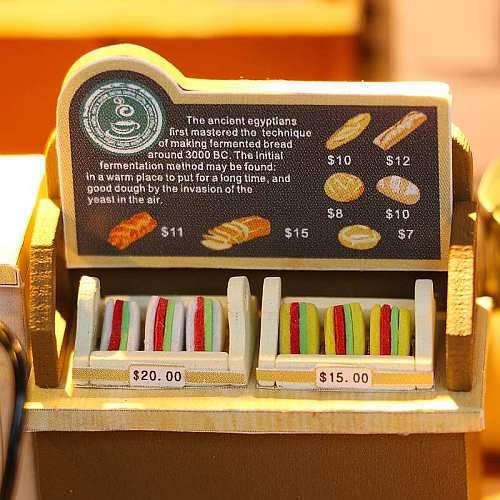 The ancient egyptians
first mastered the technique
of making fermented bread
around 3000 BC. The initial
fermentation method may be found:
in a warm place to put for a long time, and
good dough by the invasion of the
yeast in the air.
$10 $12
$8 $10
$11 $15 $7
$20.00 $15.00